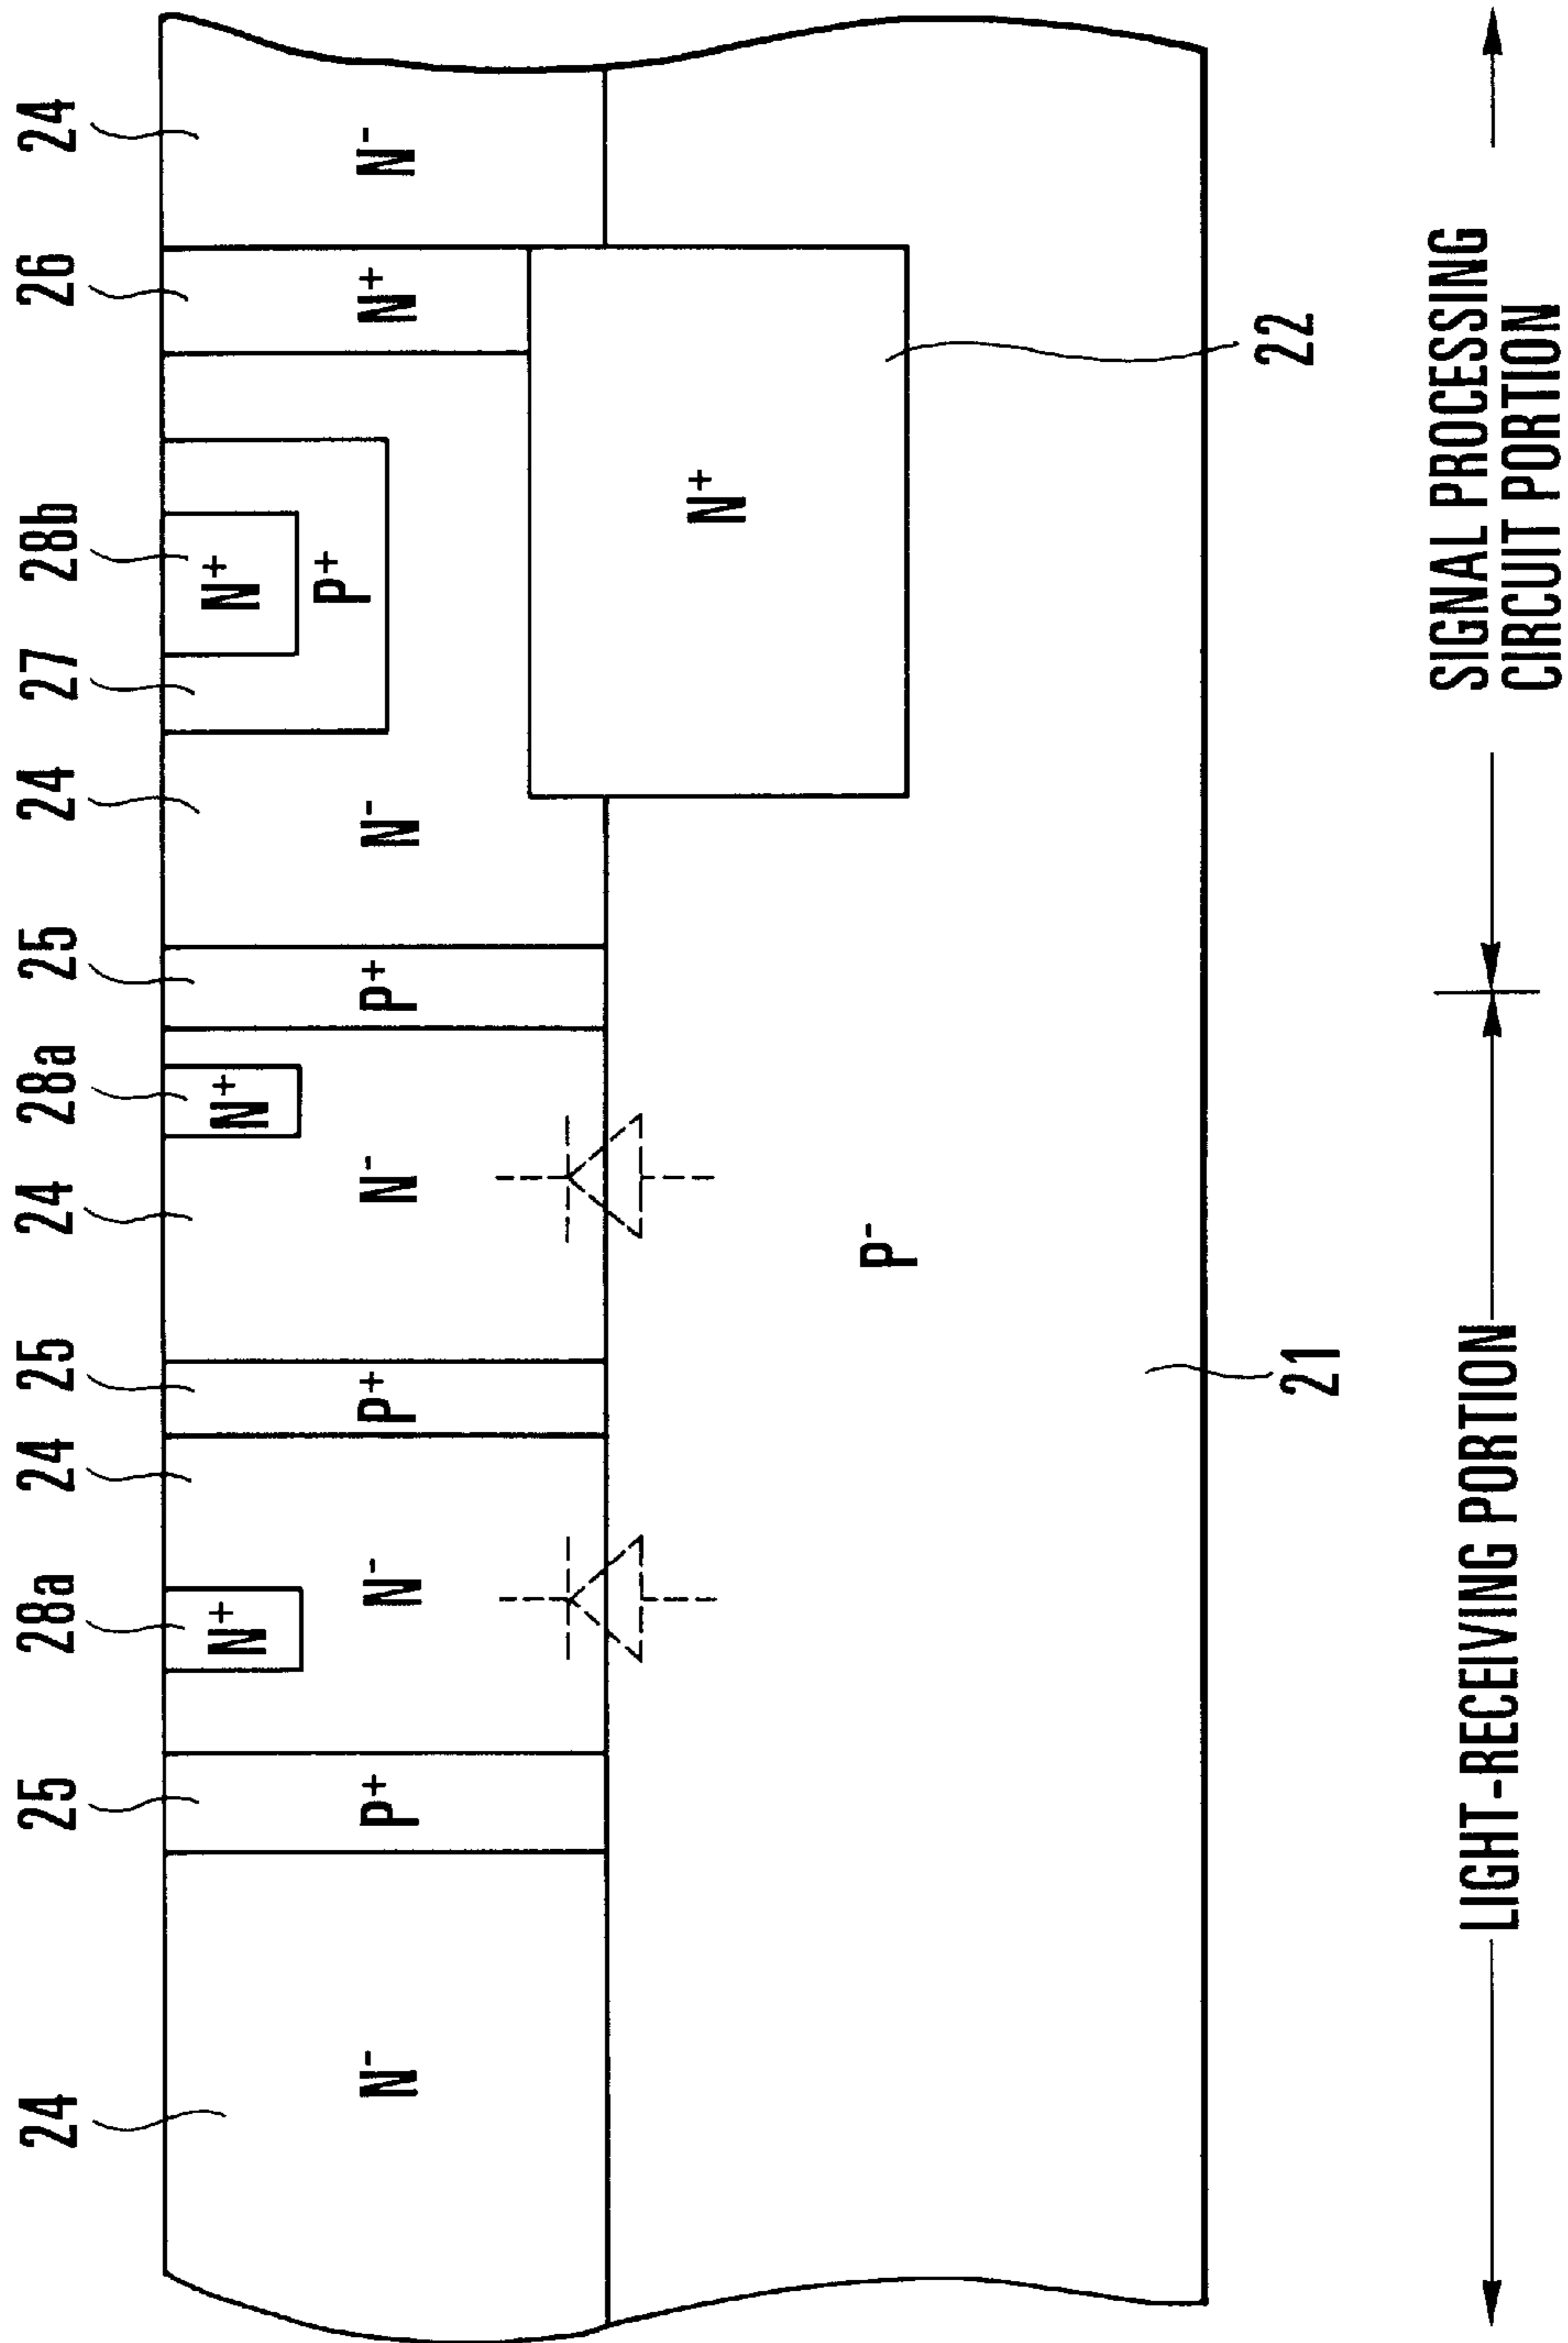 24 25 28a 24 25 24 28a 25 24 27 28b 26 24
N+ N+ N+
P+
N- P+ N- P+ N- P+ N- N+ N-
N+
P-
22
21
LIGHT-RECEIVING PORTION
SIGNAL PROCESSING
CIRCUIT PORTION